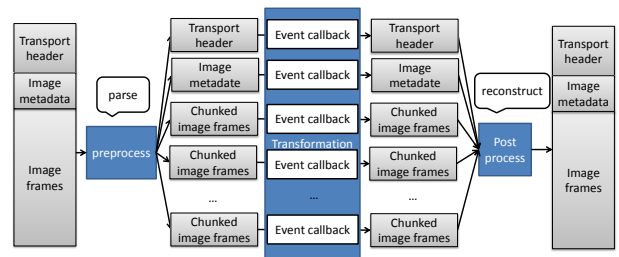 Transport
header
Image
metadata
Image
frames
parse
preprocess
Transport
header
Image
metadate
Chunked
image frames
Chunked
image frames
...
Chunked
image frames
Event callback
Event callback
Event callback
Transformation
Event callback
...
Event callback
Transport
header
Image
metadate
Chunked
image frames
Chunked
image frames
...
Chunked
image frames
reconstruct
Post
process
Transport
header
Image
metadata
Image
frames